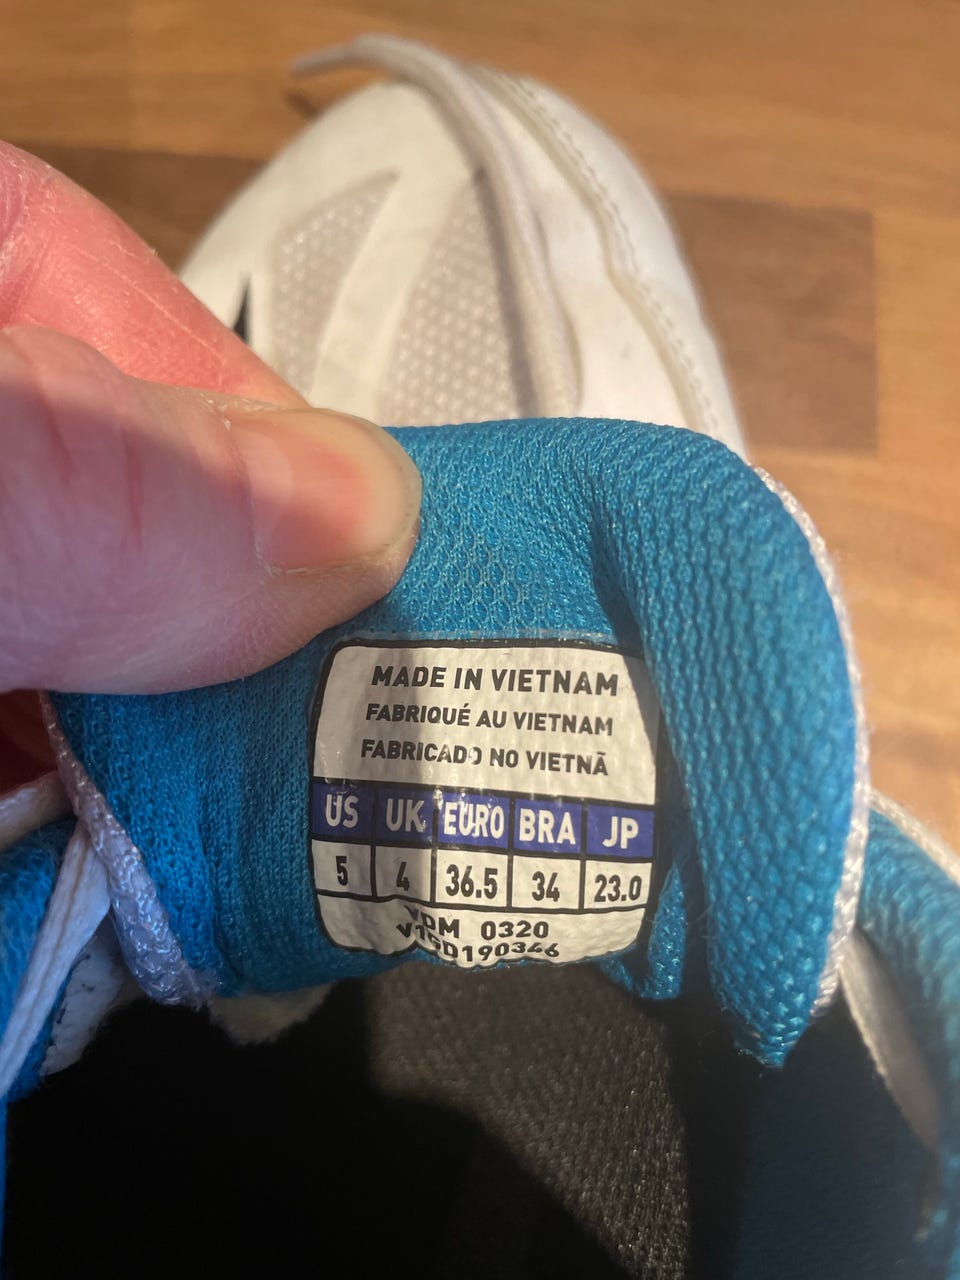 MADE IN VIETNAM
FABRIQUÉ AU VIETNAM
FABRICADO NO VIETNÃ
US UK EURO BRA JP
5 4 36.5 34 23.0
VDM 0320
V1GD190346